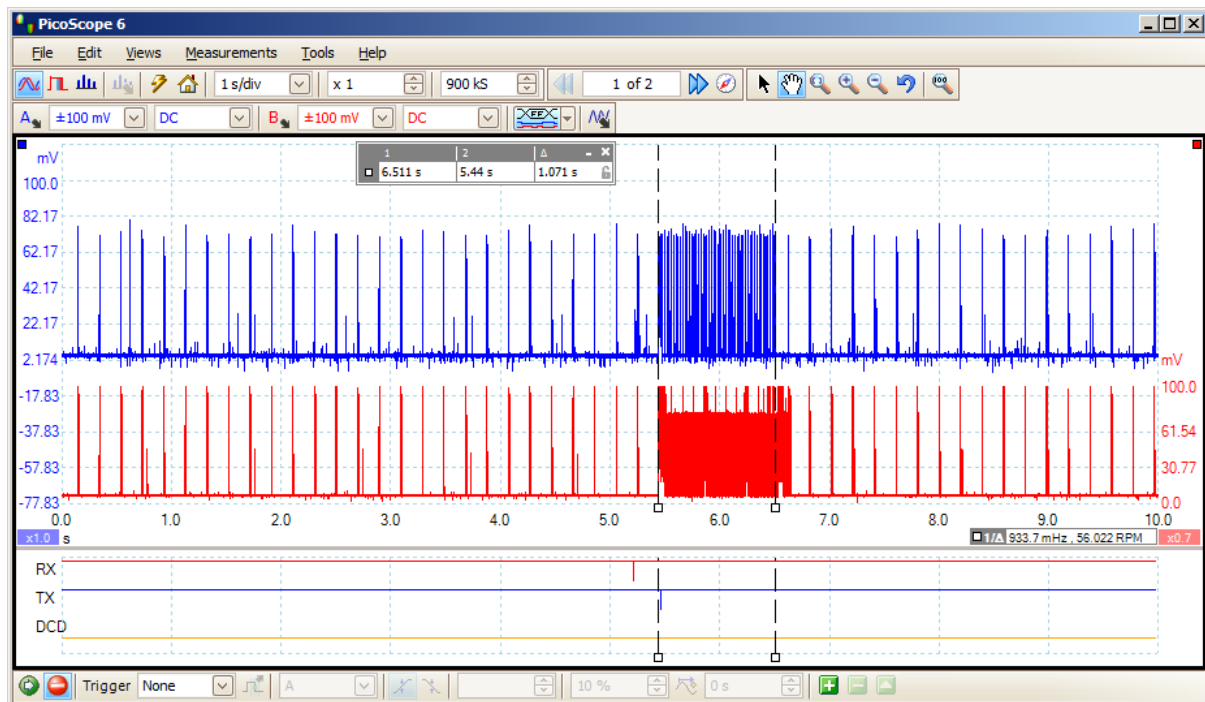 PicoScope 6
File Edit Views Measurements Tools Help
1 s/div x 1 900 kS 1 of 2
A ±100 mV DC B ±100 mV DC
1 2 Δ
6.511 s 5.44 s 1.071 s
mV
100.0
82.17
62.17
42.17
22.17
2.174 mV
-17.83 100.0
-37.83 61.54
-57.83 30.77
-77.83 0.0
0.0 1.0 2.0 3.0 4.0 5.0 6.0 7.0 8.0 9.0 10.0
x1.0 s 1/Δ 933.7 mHz , 56.022 RPM x0.7
RX
TX
DCD
Trigger None A 10 % 0 s